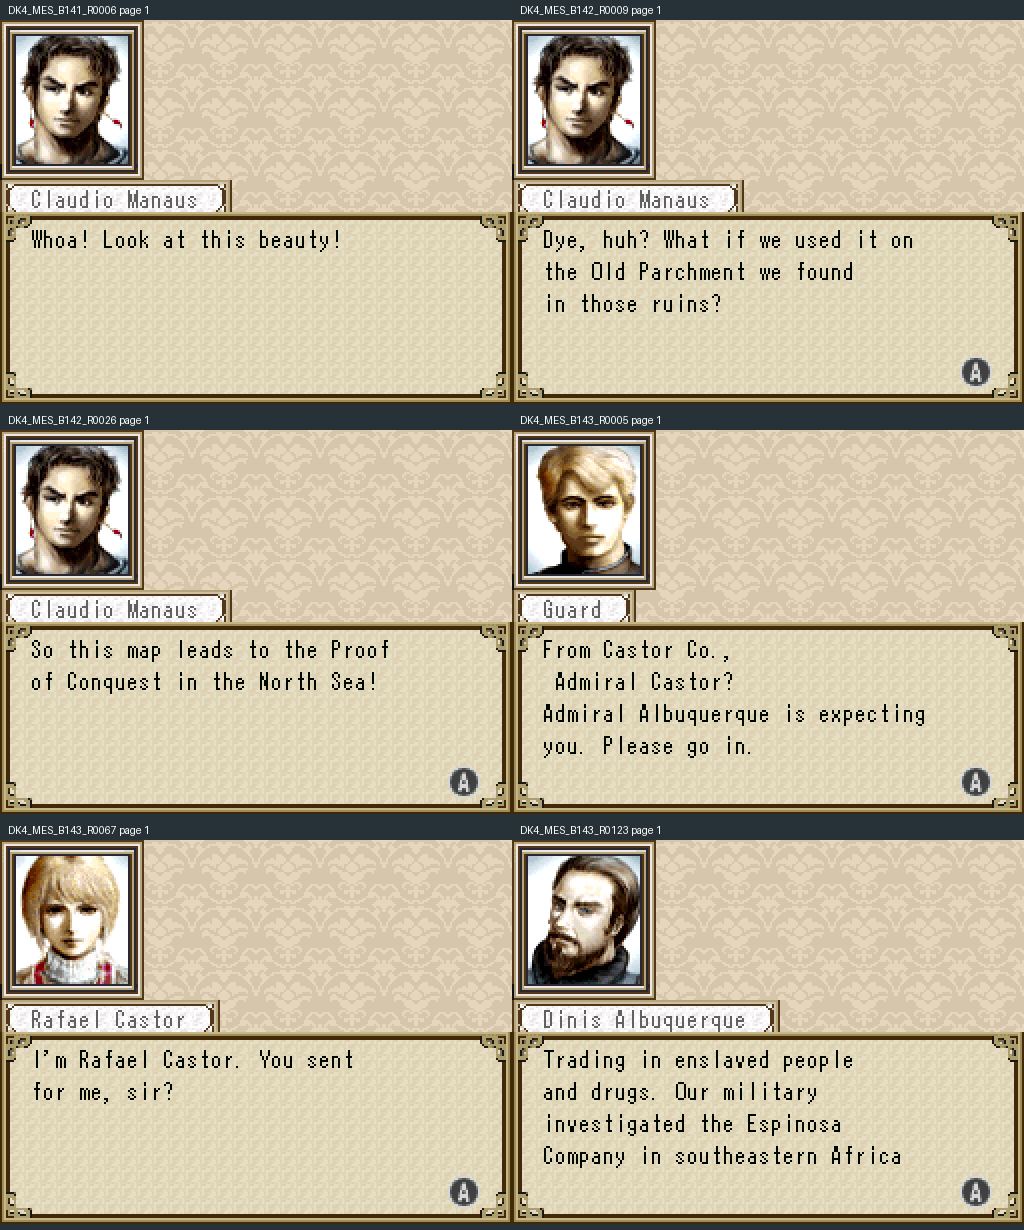 DK4_MES_B141_R0006 page 1
Claudio Manaus
Whoa! Look at this beauty!
DK4_MES_B142_R0009 page 1
Claudio Manaus
Dye, huh? What if we used it on
the Old Parchment we found
in those ruins?
A
DK4_MES_B142_R0026 page 1
Claudio Manaus
So this map leads to the Proof
of Conquest in the North Sea!
A
DK4_MES_B143_R0005 page 1
Guard
From Castor Co.,
Admiral Castor?
Admiral Albuquerque is expecting
you. Please go in.
A
DK4_MES_B143_R0067 page 1
Rafael Castor
I'm Rafael Castor. You sent
for me, sir?
A
DK4_MES_B143_R0123 page 1
Dinis Albuquerque
Trading in enslaved people
and drugs. Our military
investigated the Espinosa
Company in southeastern Africa
A